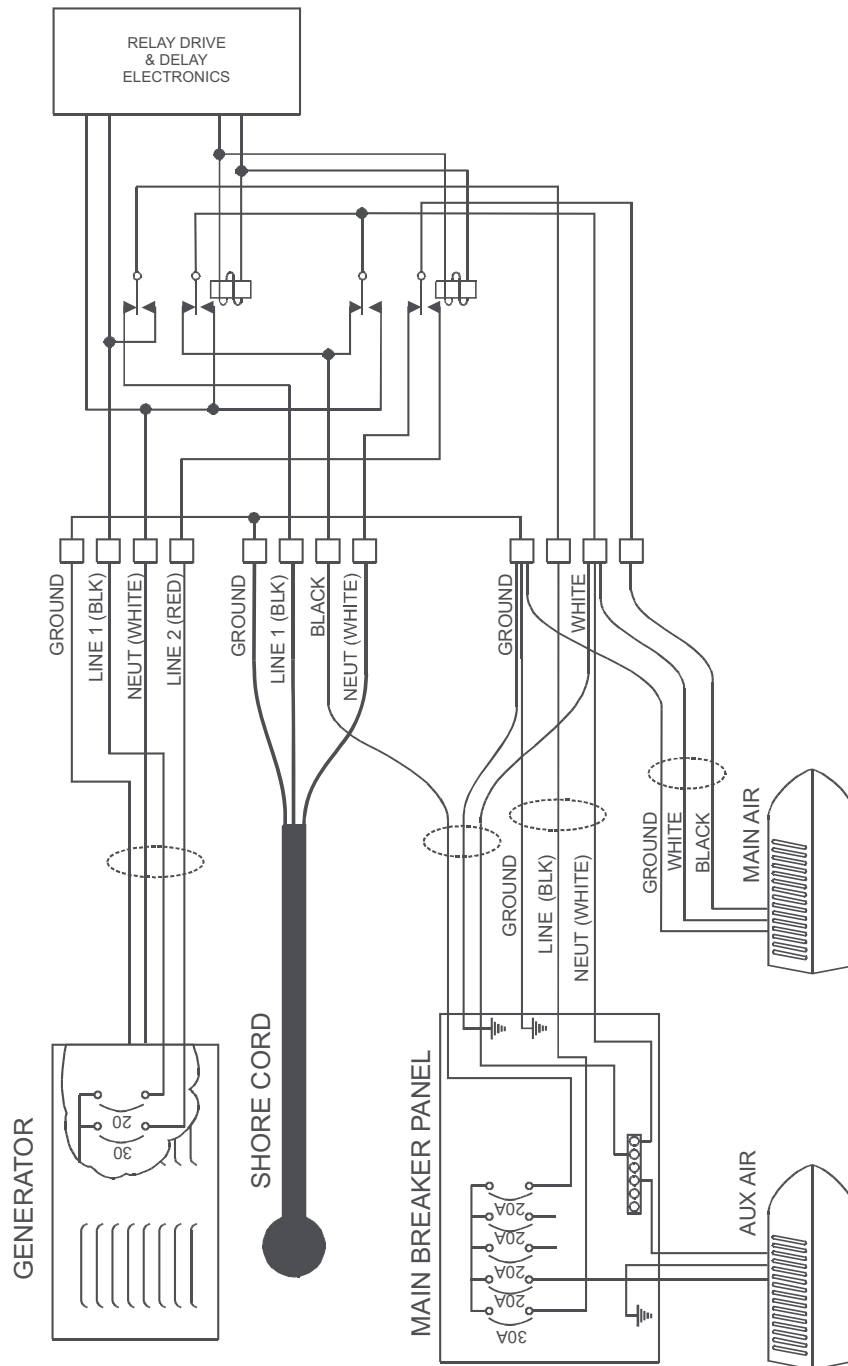 RELAY DRIVE
& DELAY
ELECTRONICS
GROUND
LINE 1 (BLK)
NEUT (WHITE)
LINE 2 (RED)
GROUND
LINE 1 (BLK)
BLACK
NEUT (WHITE)
GROUND
WHITE
GROUND
LINE (BLK)
NEUT (WHITE)
GROUND
WHITE
BLACK
MAIN AIR
GENERATOR
20
30
SHORE CORD
MAIN BREAKER PANEL
20A
20A
20A
20A
30A
AUX AIR